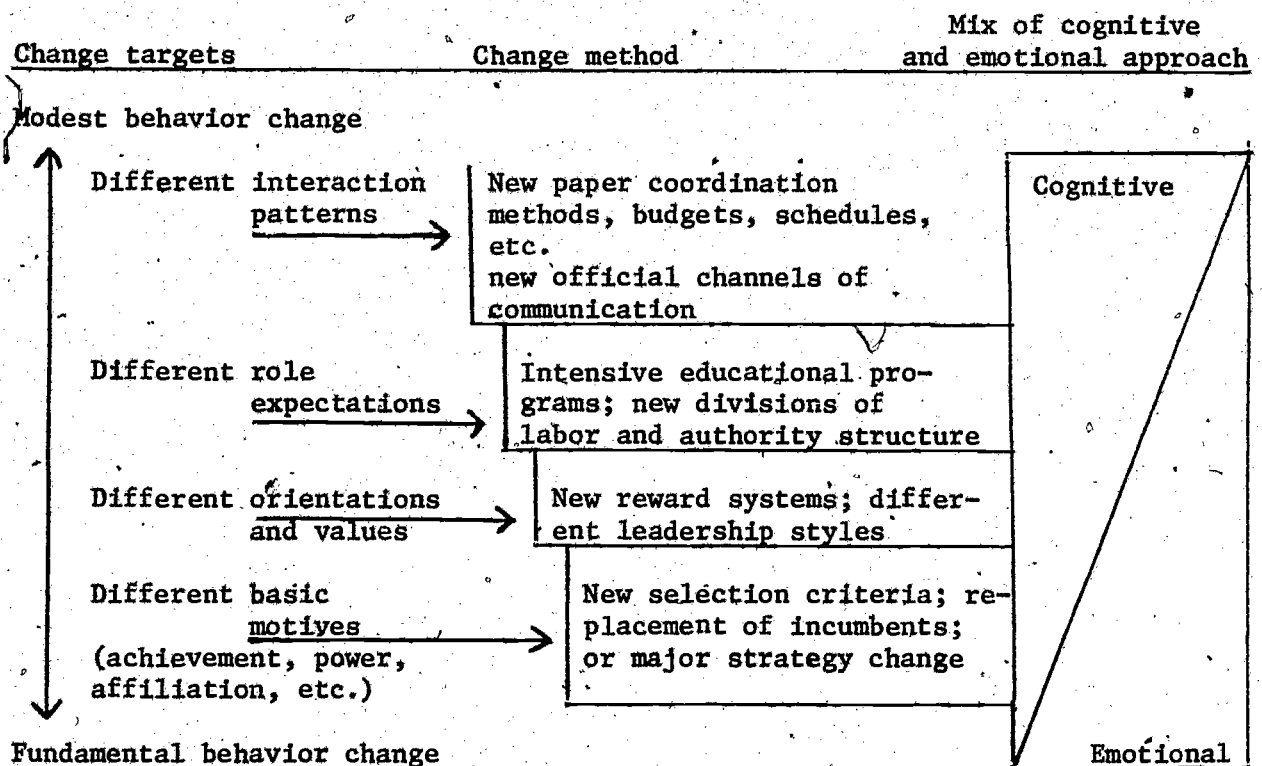 Mix of cognitive
Change targets Change method and emotional approach
Modest behavior change
Different interaction
patterns
New paper coordination
methods, budgets, schedules,
etc.
new official channels of
communication
Cognitive
Different role
expectations
Intensive educational pro-
grams; new divisions of
labor and authority structure
Different orientations
and values
New reward systems; differ-
ent leadership styles
Different basic
motives
(achievement, power,
affiliation, etc.)
New selection criteria; re-
placement of incumbents;
or major strategy change
Fundamental behavior change
Emotional